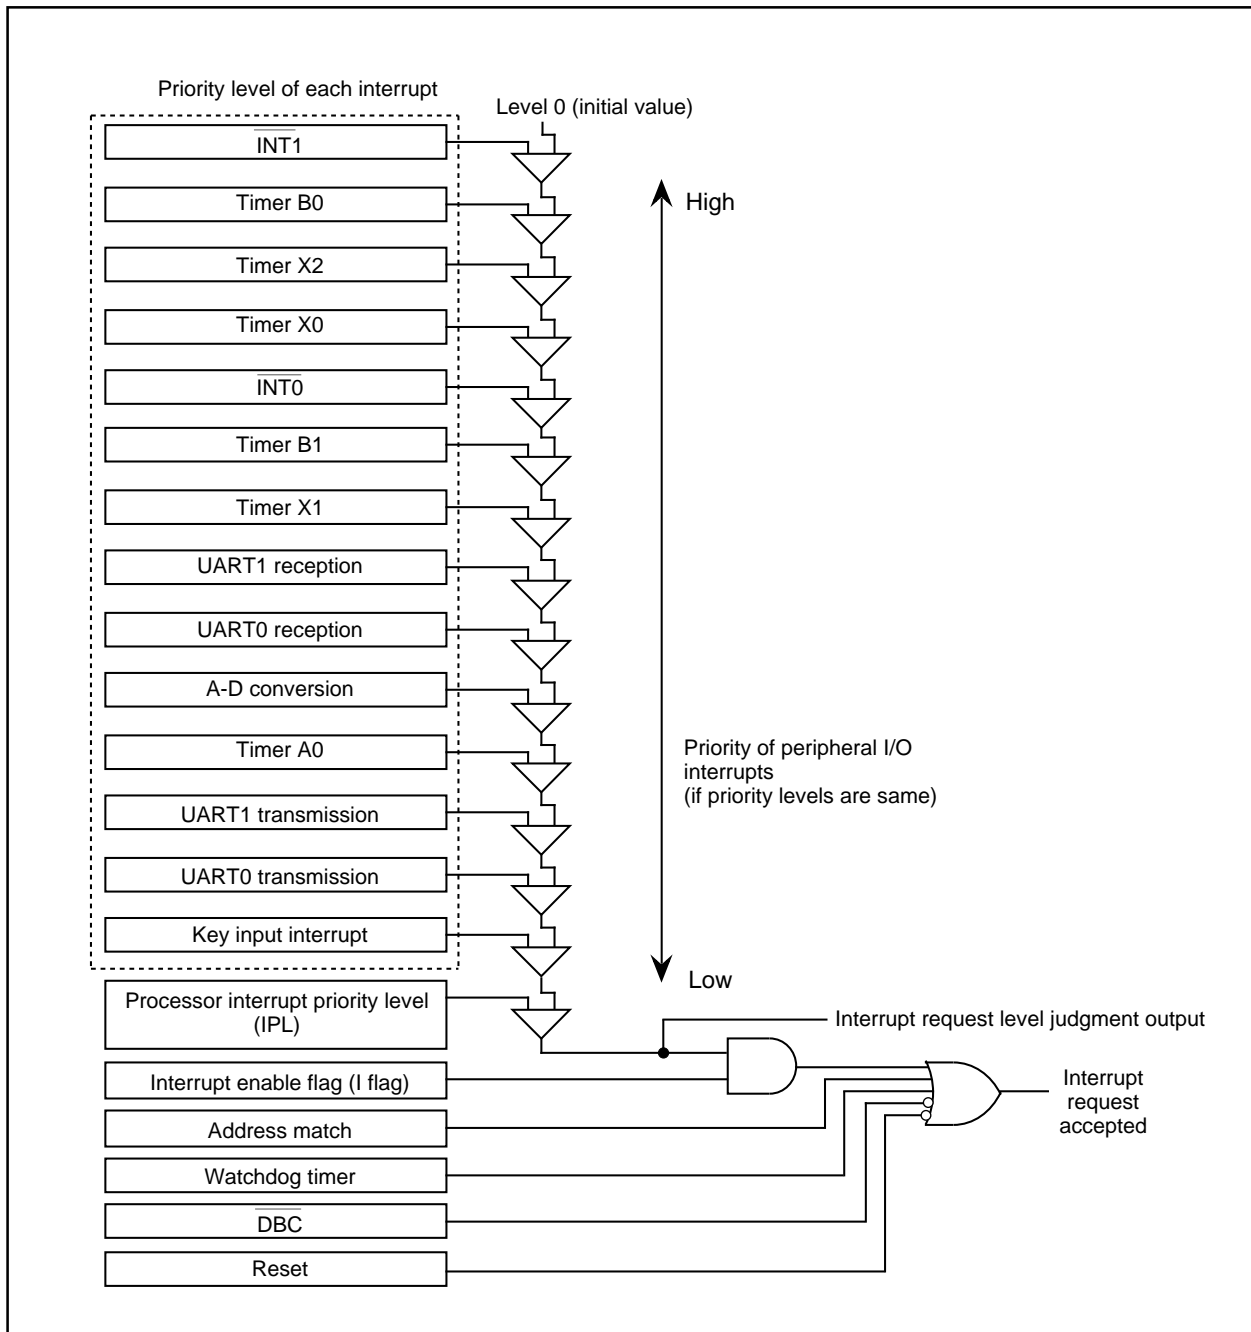 Priority level of each interrupt
Level 0 (initial value)
INT1
Timer B0
High
Timer X2
Timer X0
INT0
Timer B1
Timer X1
UART1 reception
UART0 reception
A-D conversion
Timer A0
Priority of peripheral I/O
interrupts
(if priority levels are same)
UART1 transmission
UART0 transmission
Key input interrupt
Low
Processor interrupt priority level
(IPL)
Interrupt request level judgment output
Interrupt enable flag (I flag)
Interrupt
request
accepted
Address match
Watchdog timer
DBC
Reset